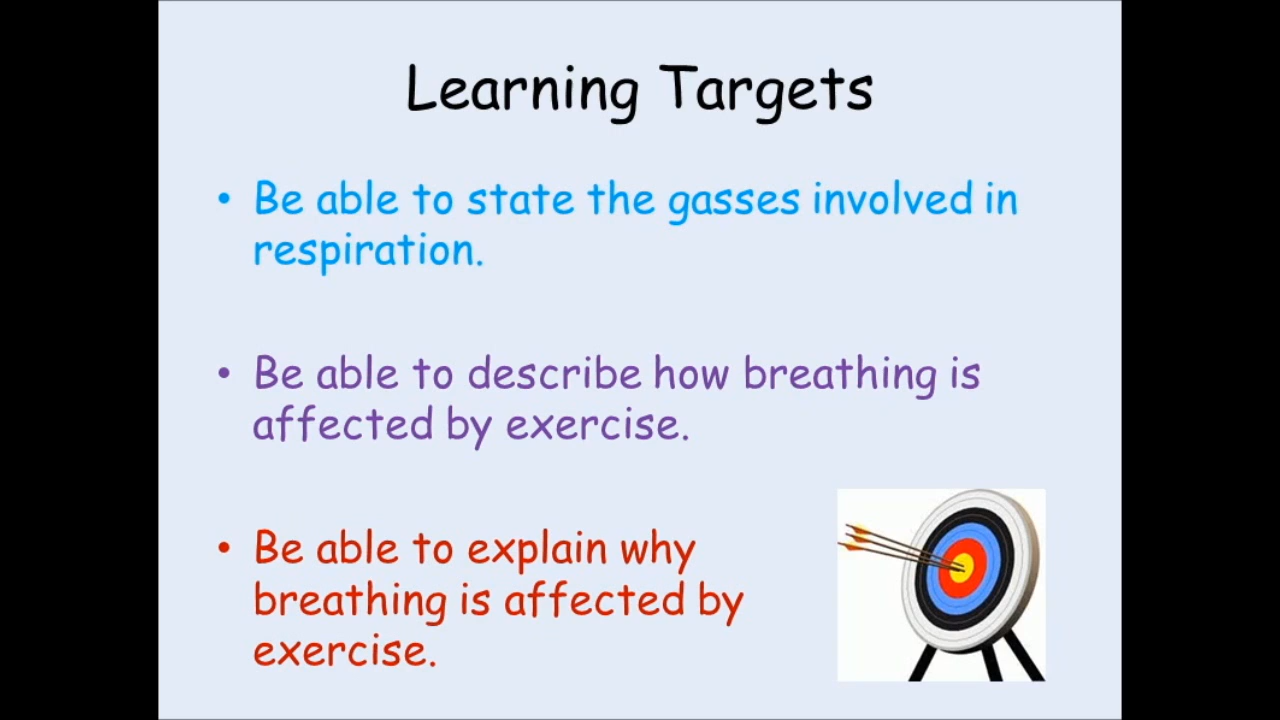 Learning Targets
• Be able to state the gasses involved in
respiration.
• Be able to describe how breathing is
affected by exercise.
• Be able to explain why
breathing is affected by
exercise.